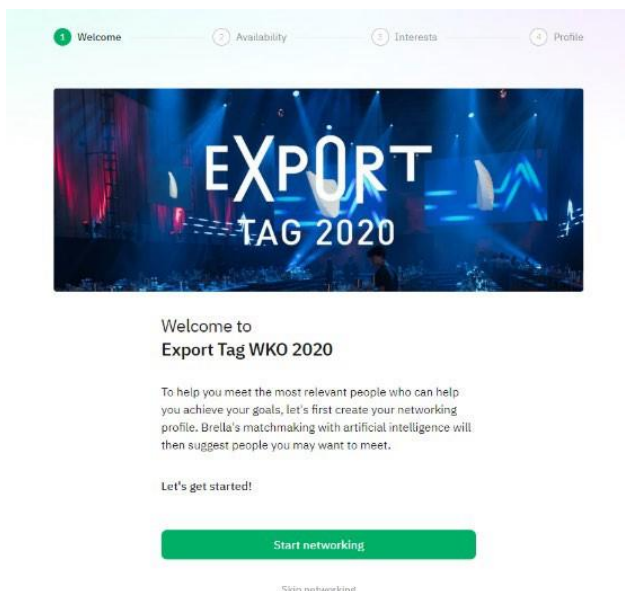 1 Welcome 2 Availability 3 Interests 4 Profile
EXPORT
TAG 2020
Welcome to
Export Tag WKO 2020
To help you meet the most relevant people who can help
you achieve your goals, let's first create your networking
profile. Brella's matchmaking with artificial intelligence will
then suggest people you may want to meet.
Let's get started!
Start networking
Skip networking